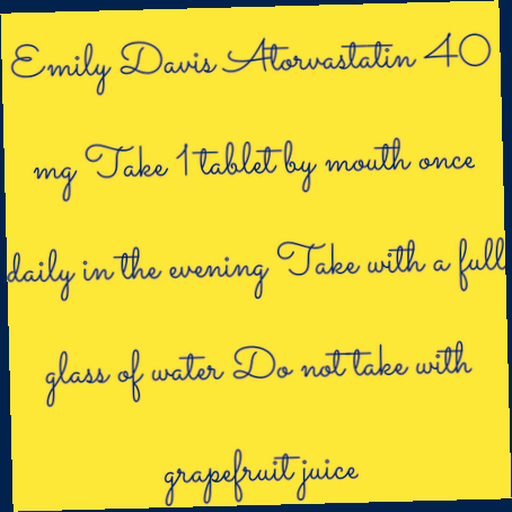 Emily Davis Atorvastatin 40
mg Take 1 tablet by mouth once
daily in the evening Take with a full
glass of water Do not take with
grapefruit juice